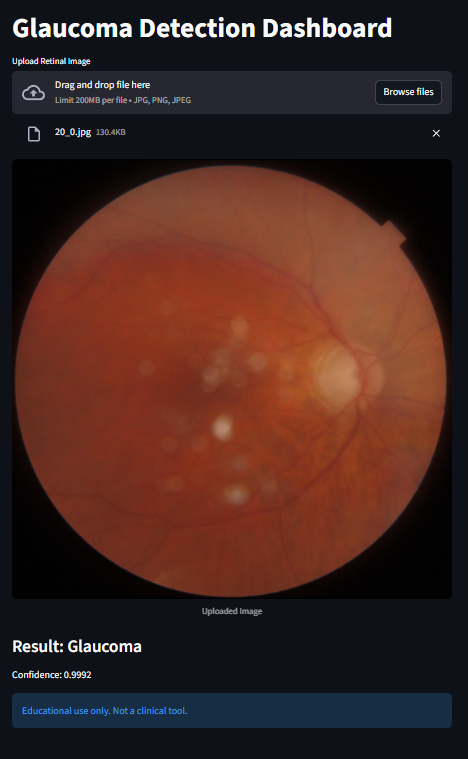 Glaucoma Detection Dashboard
Upload Retinal Image
Drag and drop file here
Limit 200MB per file • JPG, PNG, JPEG
Browse files
20_0.jpg 130.4KB
Uploaded Image
Result: Glaucoma
Confidence: 0.9992
Educational use only. Not a clinical tool.